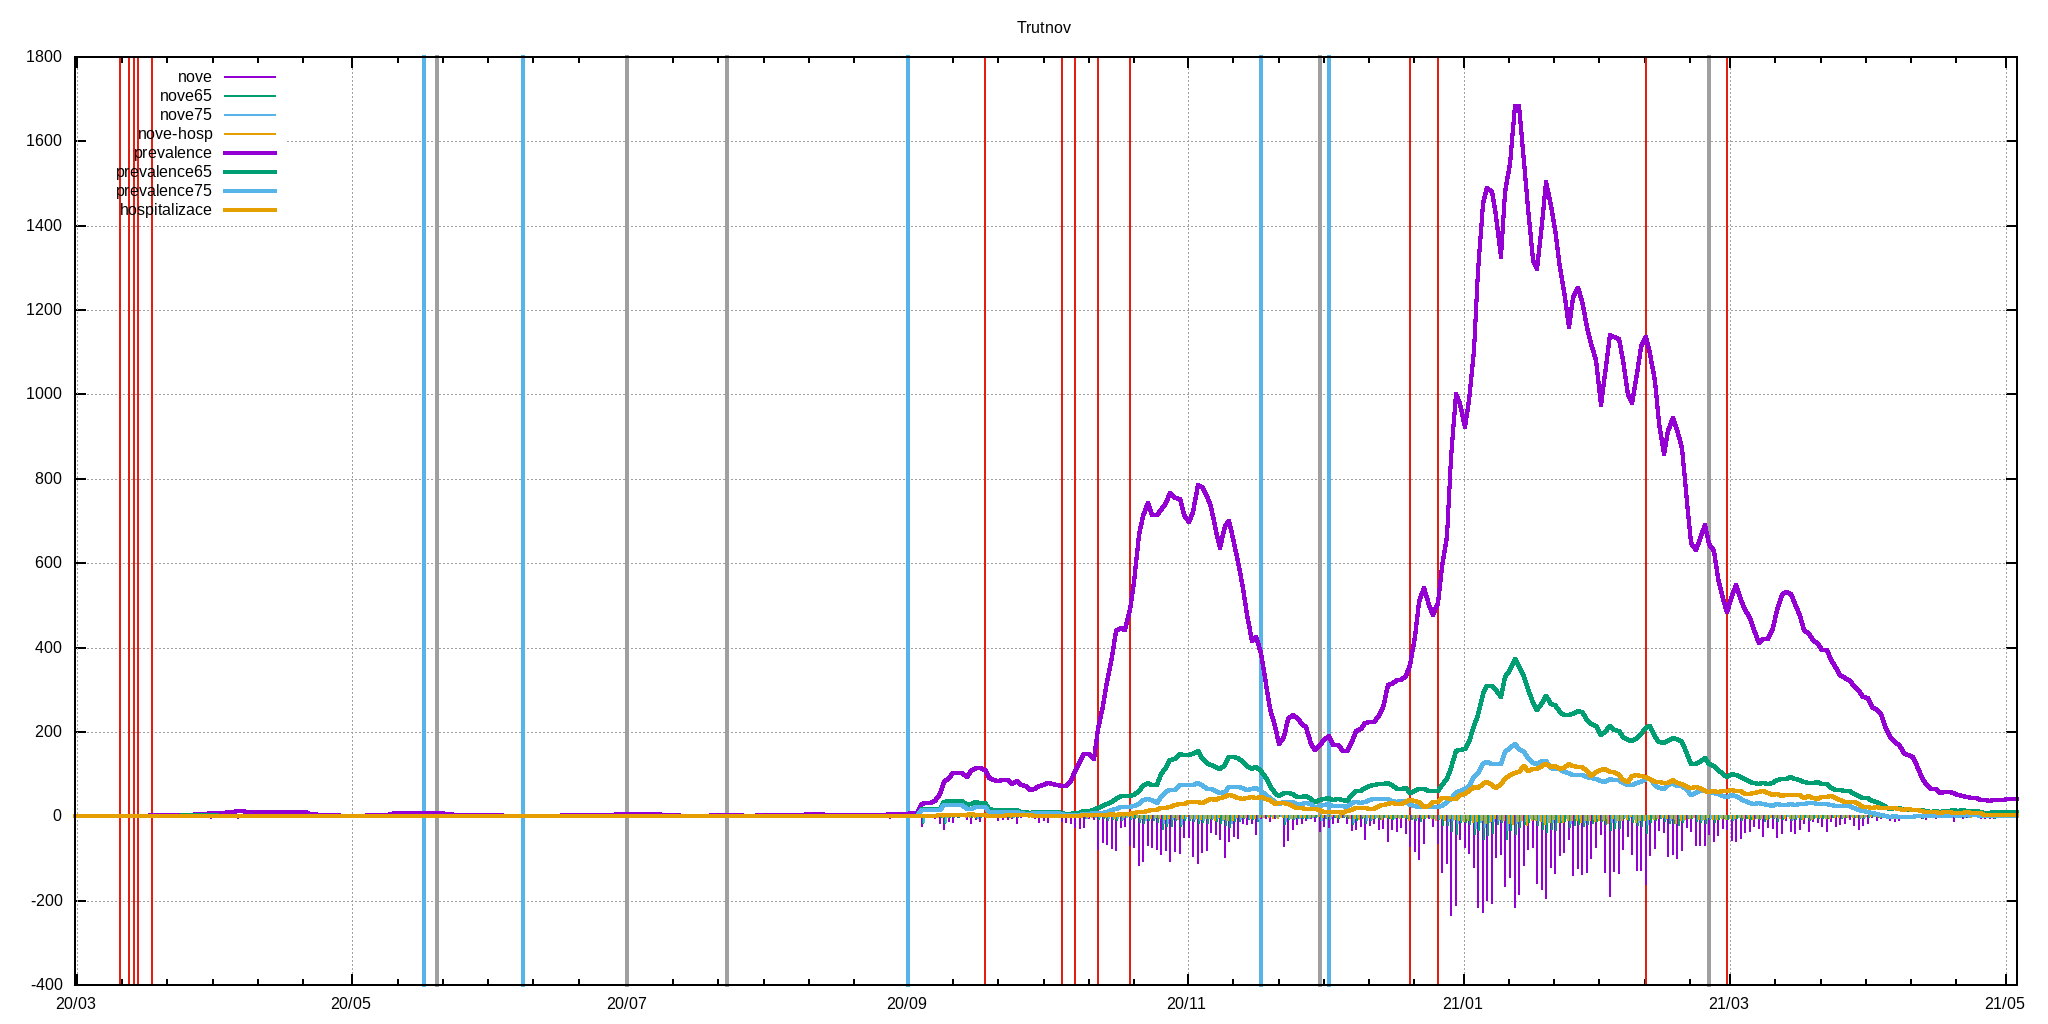 Trutnov
1800
1600
1400
1200
1000
800
600
400
200
0
-200
-400
nove
nove65
nove75
nove-hosp
prevalence
prevalence65
prevalence75
hospitalizace
20/03
20/05
20/07
20/09
20/11
21/01
21/03
21/05